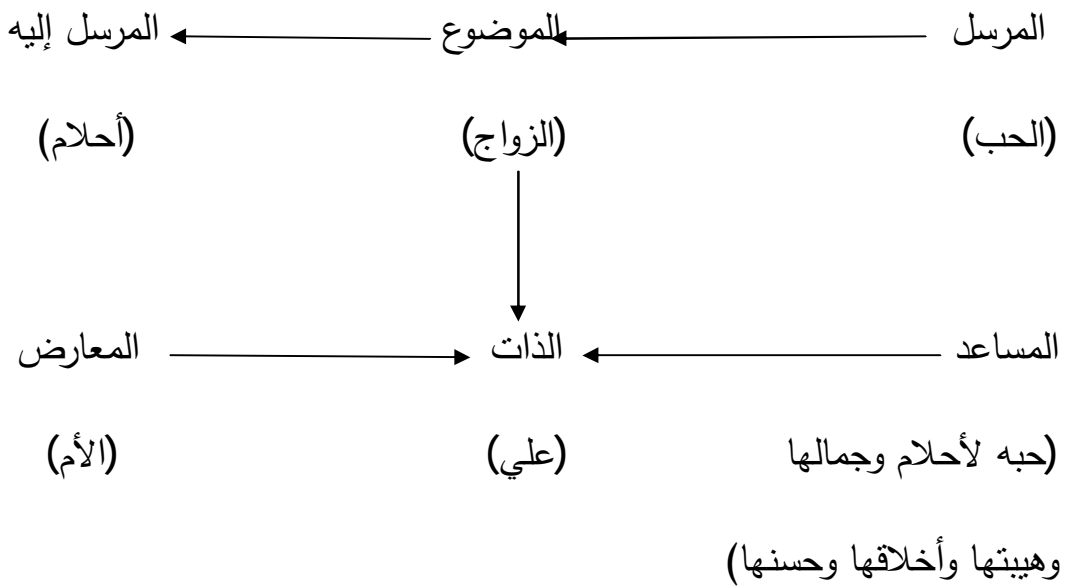 المرسل الموضوع المرسل إليه
(الحب) (الزواج) (أحلام)
المساعد الذات المعارض
(حبه لأحلام وجمالها (علي) (الأم)
وهيبتها وأخلاقها وحسنها)